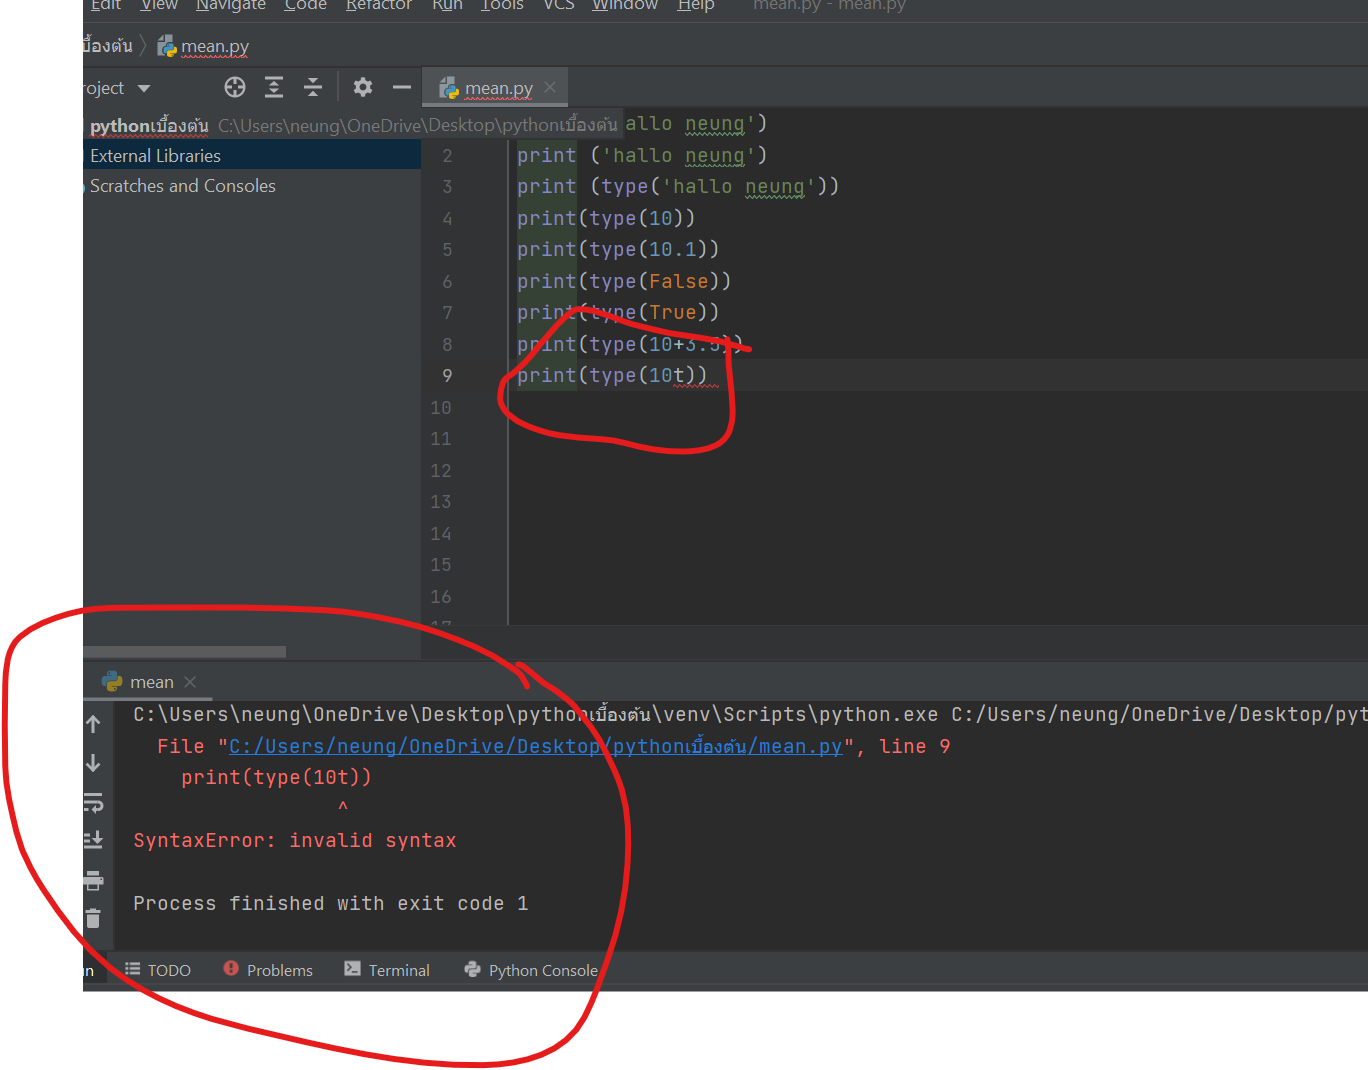 Edit View Navigate Code Refactor Run Tools VCS Window Help mean.py - mean.py
เบื้องต้น mean.py
roject mean.py
pythonเบื้องต้น C:\Users\neung\OneDrive\Desktop\pythonเบื้องต้น allo neung')
External Libraries
Scratches and Consoles
2 print ('hallo neung')
3 print (type('hallo neung'))
4 print(type(10))
5 print(type(10.1))
6 print(type(False))
7 print(type(True))
8 print(type(10+3.5))
9 print(type(10t))
10
11
12
13
14
15
16
17
mean
C:\Users\neung\OneDrive\Desktop\pythonเบื้องต้น\venv\Scripts\python.exe C:/Users/neung/OneDrive/Desktop/pyt
File "C:/Users/neung/OneDrive/Desktop/pythonเบื้องต้น/mean.py", line 9
print(type(10t))
^
SyntaxError: invalid syntax
Process finished with exit code 1
un TODO Problems Terminal Python Console